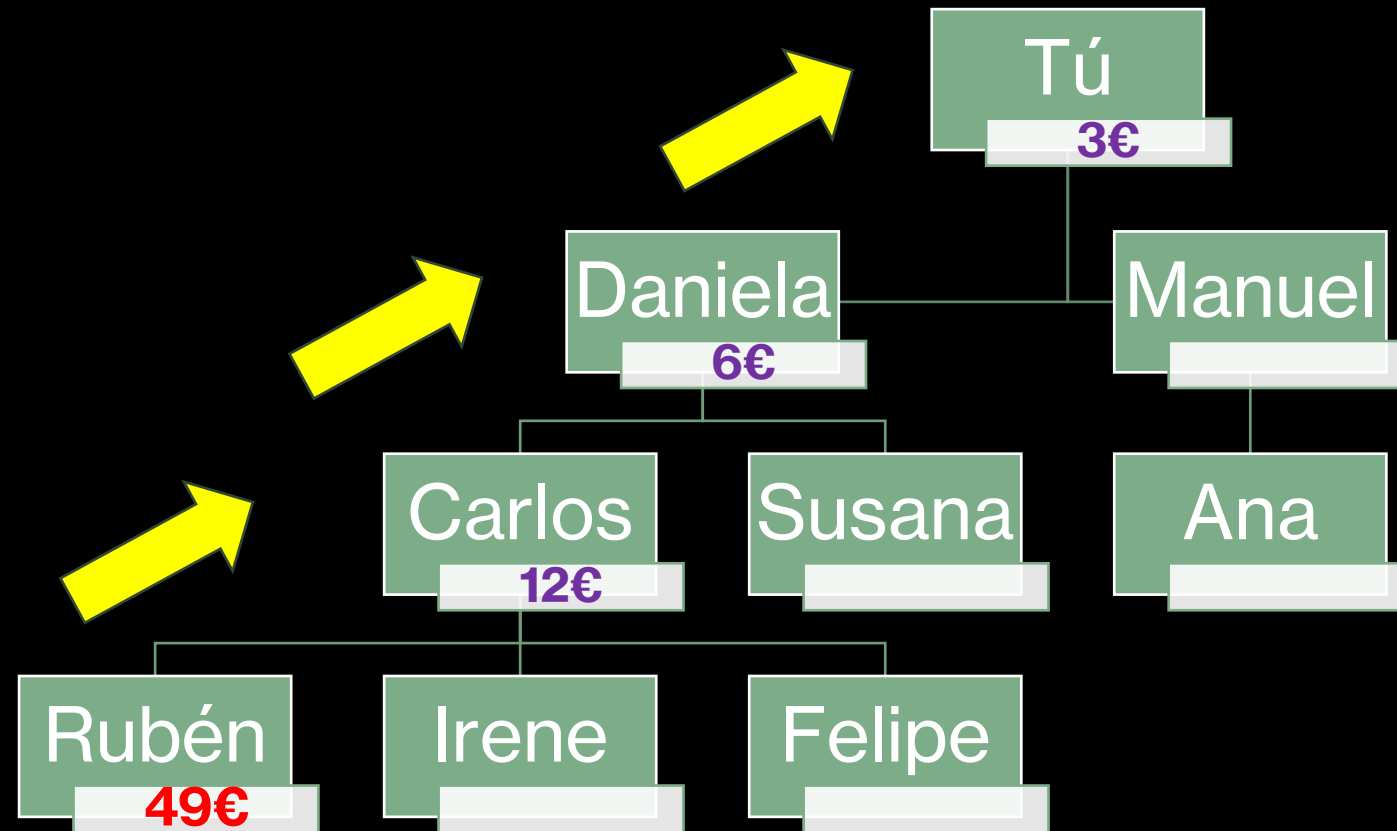 Tú
3€
Daniela
6€
Manuel
Carlos
12€
Susana
Ana
Rubén
49€
Irene
Felipe